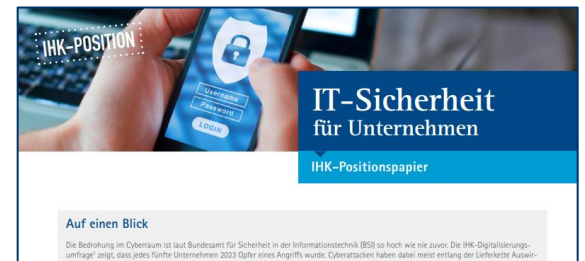 IHK-POSITION
Username
Password
LOGIN
IT-Sicherheit
für Unternehmen
IHK-Positionspapier
Auf einen Blick
Die Bedrohung im Cyberraum ist laut Bundesamt für Sicherheit in der Informationstechnik (BSI) so hoch wie nie zuvor. Die IHK-Digitalisierungs-
umfrage¹ zeigt, dass jedes fünfte Unternehmen 2023 Opfer eines Angriffs wurde. Cyberattacken haben dabei meist entlang der Lieferkette Auswir-